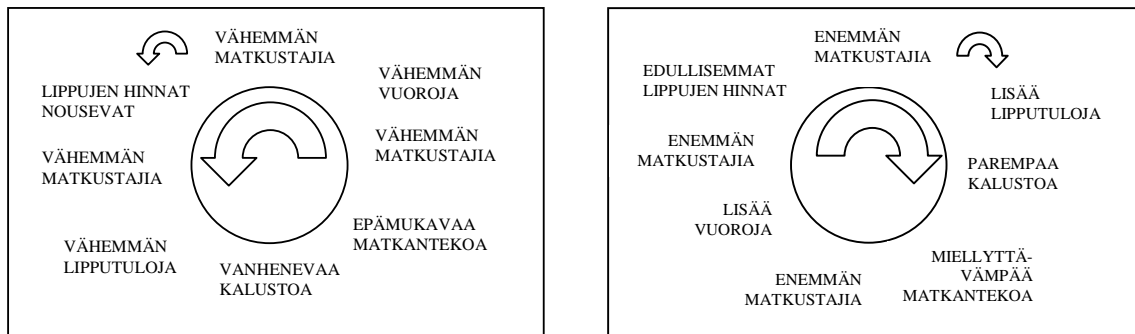 VÄHEMMÄN
MATKUSTAJIA
LIPPUJEN HINNAT
NOUSEVAT
VÄHEMMÄN
MATKUSTAJIA
VÄHEMMÄN
LIPPUTULOJA
VANHENEVAA
KALUSTOA
EPÄMUKAVAA
MATKANTEKOA
VÄHEMMÄN
MATKUSTAJIA
VÄHEMMÄN
VUOROJA
ENEMMÄN
MATKUSTAJIA
LISÄÄ
LIPPUTULOJA
PAREMPAA
KALUSTOA
MIELLYTTÄ-
VÄMPÄÄ
MATKANTEKOA
ENEMMÄN
MATKUSTAJIA
LISÄÄ
VUOROJA
ENEMMÄN
MATKUSTAJIA
EDULLISEMMAT
LIPPUJEN HINNAT